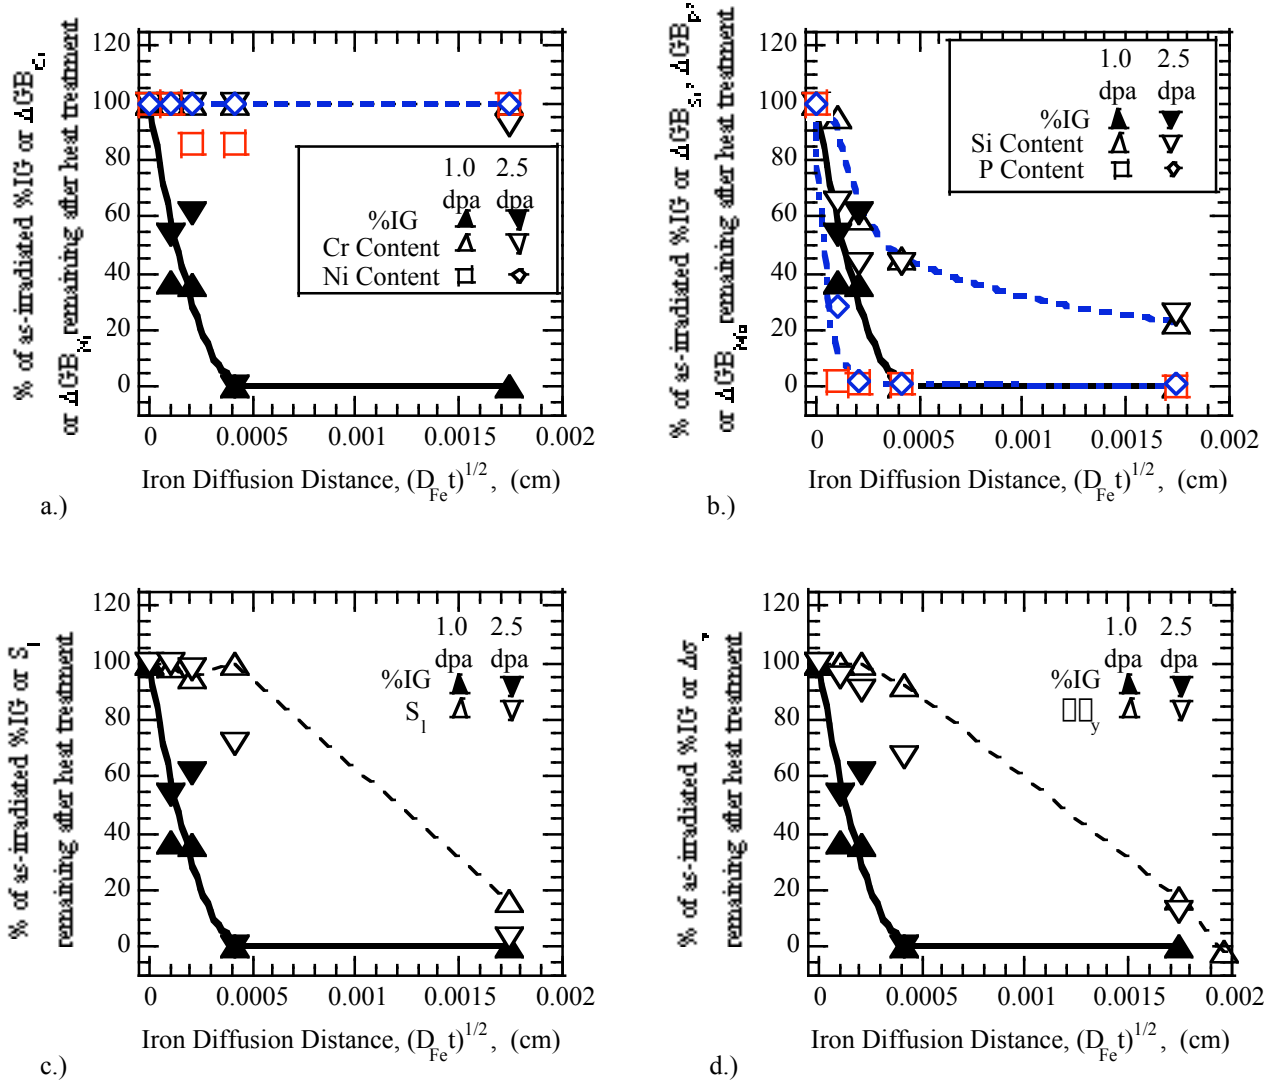 % of as-irradiated %IG or ΔGB_Cr,
or ΔGB_Ni remaining after heat treatment
120
100
80
60
40
20
0
1.0 2.5
dpa dpa
%IG
Cr Content
Ni Content
0 0.0005 0.001 0.0015 0.002
Iron Diffusion Distance, (D_Fe t)^1/2, (cm)
a.)
% of as-irradiated %IG or ΔGB_Si, ΔGB_P,
or ΔGB_Mo remaining after heat treatment
120
100
80
60
40
20
0
1.0 2.5
dpa dpa
%IG
Si Content
P Content
0 0.0005 0.001 0.0015 0.002
Iron Diffusion Distance, (D_Fe t)^1/2, (cm)
b.)
% of as-irradiated %IG or S_l
remaining after heat treatment
120
100
80
60
40
20
0
1.0 2.5
dpa dpa
%IG
S_l
0 0.0005 0.001 0.0015 0.002
Iron Diffusion Distance, (D_Fe t)^1/2, (cm)
c.)
% of as-irradiated %IG or Δσ_y
remaining after heat treatment
120
100
80
60
40
20
0
1.0 2.5
dpa dpa
%IG
□□_y
0 0.0005 0.001 0.0015 0.002
Iron Diffusion Distance, (D_Fe t)^1/2, (cm)
d.)